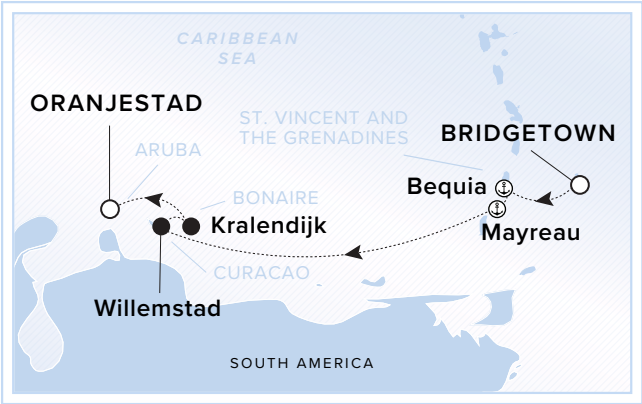 CARIBBEAN
SEA
ORANJESTAD
ST. VINCENT AND
THE GRENADINES
BRIDGETOWN
ARUBA
Bequia
BONAIRE
Kralendijk
Mayreau
CURACAO
Willemstad
SOUTH AMERICA